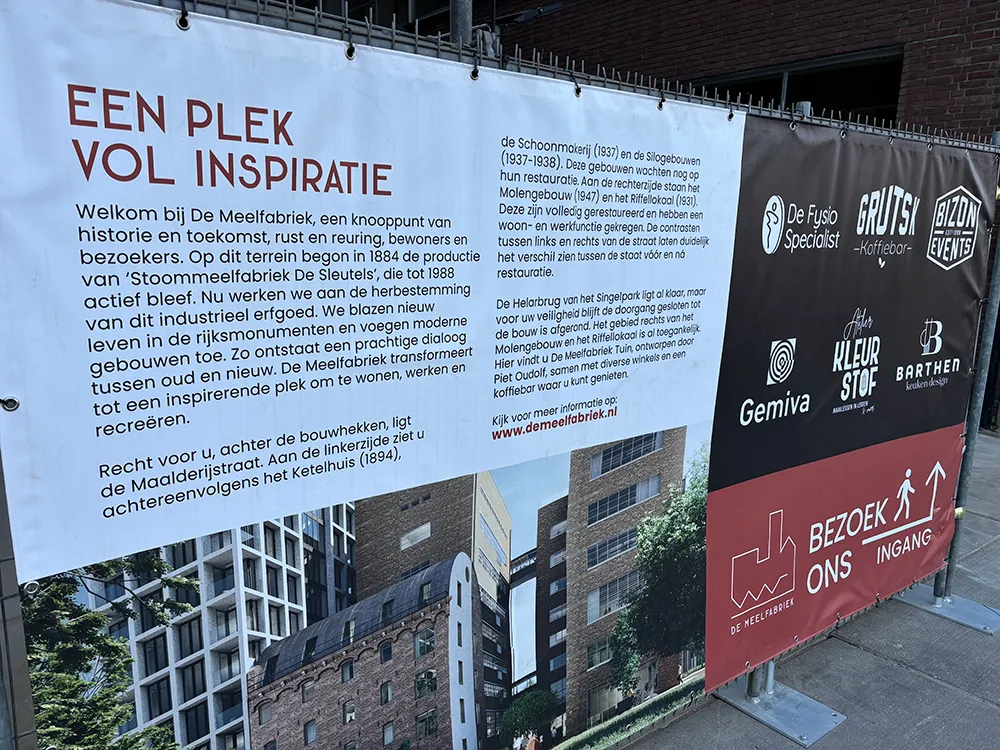 EEN PLEK
VOL INSPIRATIE
Welkom bij De Meelfabriek, een knooppunt van
historie en toekomst, rust en reuring, bewoners en
bezoekers. Op dit terrein begon in 1884 de productie
van ‘Stoommeelfabriek De Sleutels’, die tot 1988
actief bleef. Nu werken we aan de herbestemming
van dit industrieel erfgoed. We blazen nieuw
leven in de rijksmonumenten en voegen moderne
gebouwen toe. Zo ontstaat een prachtige dialoog
tussen oud en nieuw. De Meelfabriek transformeert
tot een inspirerende plek om te wonen, werken en
recreëren.
Recht voor u, achter de bouwhekken, ligt
de Maalderijstraat. Aan de linkerzijde ziet u
achtereenvolgens het Ketelhuis (1894),
de Schoonmakerij (1937) en de Silogebouwen
(1937-1938). Deze gebouwen wachten nog op
hun restauratie. Aan de rechterzijde staan het
Molengebouw (1947) en het Riffellokaal (1931).
Deze zijn volledig gerestaureerd en hebben een
woon- en werkfunctie gekregen. De contrasten
tussen links en rechts van de straat laten duidelijk
het verschil zien tussen de staat vóór en ná
restauratie.
De Helarbrug van het Singelpark ligt al klaar, maar
voor uw veiligheid blijft de doorgang gesloten tot
de bouw is afgerond. Het gebied rechts van het
Molengebouw en het Riffellokaal is al toegankelijk.
Hier vindt u De Meelfabriek Tuin, ontworpen door
Piet Oudolf, samen met diverse winkels en een
koffiebar waar u kunt genieten.
Kijk voor meer informatie op:
www.demeelfabriek.nl
De Fysio
Specialist
GRUTSK
Koffiebar
BIZON
EVENTS
Gemiva
Atelier
KLEUR
STOF
B
BARTHEN
keuken design
DE MEELFABRIEK
BEZOEK
ONS
INGANG